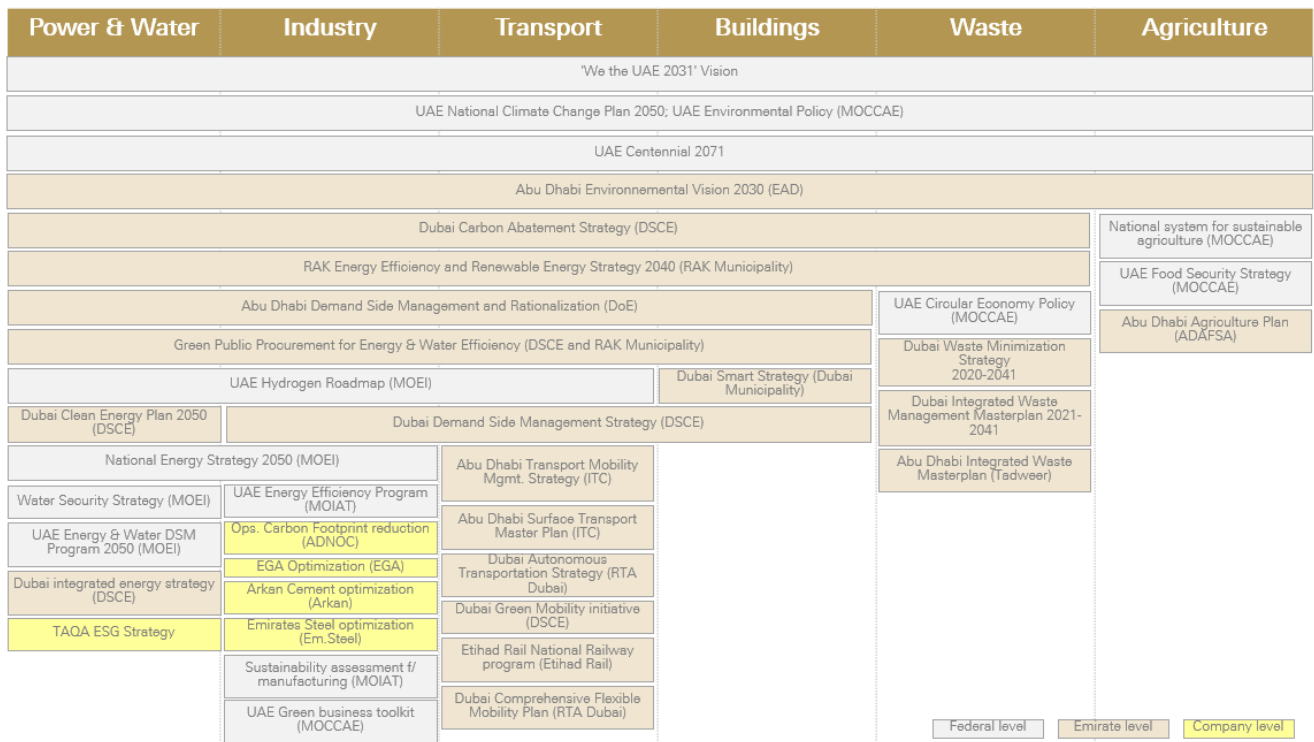 Power & Water
Industry
Transport
Buildings
Waste
Agriculture
'We the UAE 2031' Vision
UAE National Climate Change Plan 2050; UAE Environmental Policy (MOCCAE)
UAE Centennial 2071
Abu Dhabi Environnemental Vision 2030 (EAD)
Dubai Carbon Abatement Strategy (DSCE)
RAK Energy Efficiency and Renewable Energy Strategy 2040 (RAK Municipality)
Abu Dhabi Demand Side Management and Rationalization (DoE)
Green Public Procurement for Energy & Water Efficiency (DSCE and RAK Municipality)
UAE Hydrogen Roadmap (MOEI)
Dubai Smart Strategy (Dubai
Municipality)
Dubai Clean Energy Plan 2050
(DSCE)
Dubai Demand Side Management Strategy (DSCE)
National Energy Strategy 2050 (MOEI)
Water Security Strategy (MOEI)
UAE Energy & Water DSM
Program 2050 (MOEI)
Dubai integrated energy strategy
(DSCE)
TAQA ESG Strategy
UAE Energy Efficiency Program
(MOIAT)
Ops. Carbon Footprint reduction
(ADNOC)
EGA Optimization (EGA)
Arkan Cement optimization
(Arkan)
Emirates Steel optimization
(Em.Steel)
Sustainability assessment f/
manufacturing (MOIAT)
UAE Green business toolkit
(MOCCAE)
Abu Dhabi Transport Mobility
Mgmt. Strategy (ITC)
Abu Dhabi Surface Transport
Master Plan (ITC)
Dubai Autonomous
Transportation Strategy (RTA
Dubai)
Dubai Green Mobility initiative
(DSCE)
Etihad Rail National Railway
program (Etihad Rail)
Dubai Comprehensive Flexible
Mobility Plan (RTA Dubai)
UAE Circular Economy Policy
(MOCCAE)
Dubai Waste Minimization
Strategy
2020-2041
Dubai Integrated Waste
Management Masterplan 2021-
2041
Abu Dhabi Integrated Waste
Masterplan (Tadweer)
National system for sustainable
agriculture (MOCCAE)
UAE Food Security Strategy
(MOCCAE)
Abu Dhabi Agriculture Plan
(ADAFSA)
Federal level
Emirate level
Company level